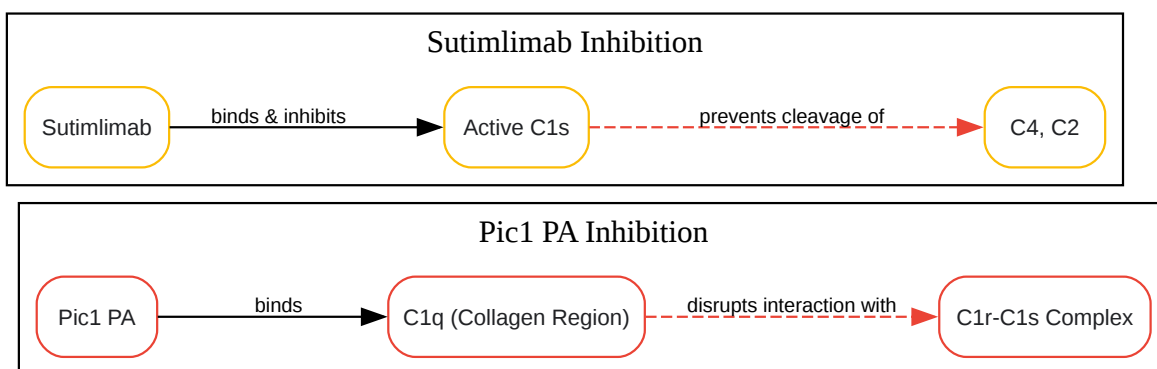 Sutimlimab Inhibition
Sutimlimab
binds & inhibits
Active C1s
prevents cleavage of
C4, C2
Pic1 PA Inhibition
Pic1 PA
binds
C1q (Collagen Region)
disrupts interaction with
C1r-C1s Complex